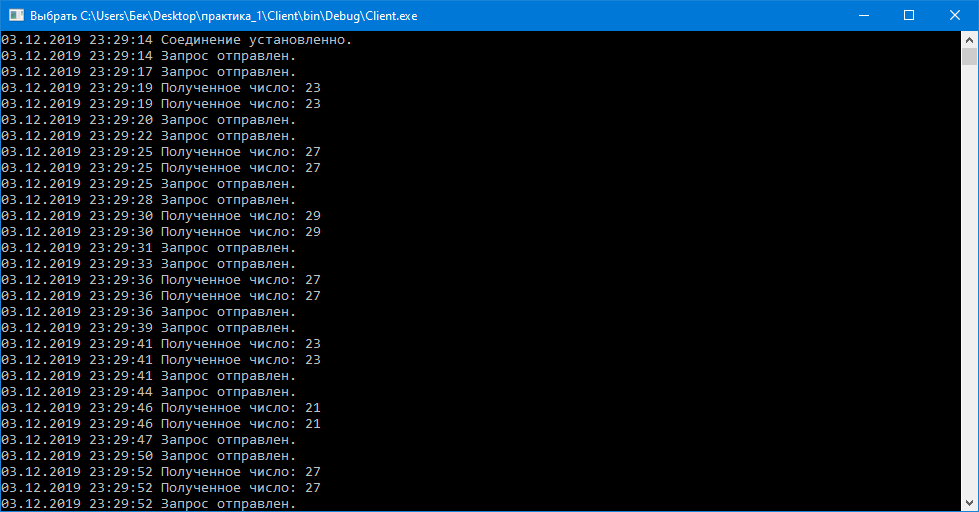 Выбрать C:\Users\Бек\Desktop\практика_1\Client\bin\Debug\Client.exe
03.12.2019 23:29:14 Соединение установленно.
03.12.2019 23:29:14 Запрос отправлен.
03.12.2019 23:29:17 Запрос отправлен.
03.12.2019 23:29:19 Полученное число: 23
03.12.2019 23:29:19 Полученное число: 23
03.12.2019 23:29:20 Запрос отправлен.
03.12.2019 23:29:22 Запрос отправлен.
03.12.2019 23:29:25 Полученное число: 27
03.12.2019 23:29:25 Полученное число: 27
03.12.2019 23:29:25 Запрос отправлен.
03.12.2019 23:29:28 Запрос отправлен.
03.12.2019 23:29:30 Полученное число: 29
03.12.2019 23:29:30 Полученное число: 29
03.12.2019 23:29:31 Запрос отправлен.
03.12.2019 23:29:33 Запрос отправлен.
03.12.2019 23:29:36 Полученное число: 27
03.12.2019 23:29:36 Полученное число: 27
03.12.2019 23:29:36 Запрос отправлен.
03.12.2019 23:29:39 Запрос отправлен.
03.12.2019 23:29:41 Полученное число: 23
03.12.2019 23:29:41 Полученное число: 23
03.12.2019 23:29:41 Запрос отправлен.
03.12.2019 23:29:44 Запрос отправлен.
03.12.2019 23:29:46 Полученное число: 21
03.12.2019 23:29:46 Полученное число: 21
03.12.2019 23:29:47 Запрос отправлен.
03.12.2019 23:29:50 Запрос отправлен.
03.12.2019 23:29:52 Полученное число: 27
03.12.2019 23:29:52 Полученное число: 27
03.12.2019 23:29:52 Запрос отправлен.